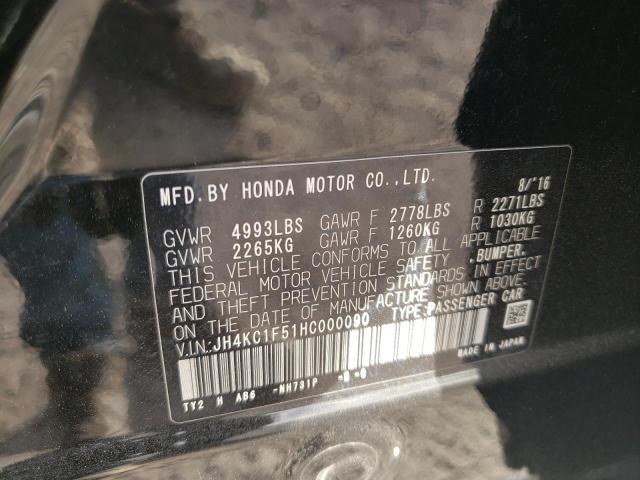 MFD. BY HONDA MOTOR CO.,LTD. 8/'16
GVWR 4993LBS GAWR F 2778LBS R 2271LBS
GVWR 2265KG GAWR F 1260KG R 1030KG
THIS VEHICLE CONFORMS TO ALL APPLICABLE
FEDERAL MOTOR VEHICLE SAFETY, BUMPER,
AND THEFT PREVENTION STANDARDS IN EFFECT
ON THE DATE OF MANUFACTURE SHOWN ABOVE.
V.I.N:JH4KC1F51HC000090 TYPE:PASSENGER CAR
MADE IN JAPAN
TY2 H AB6 -NH731P -B -G